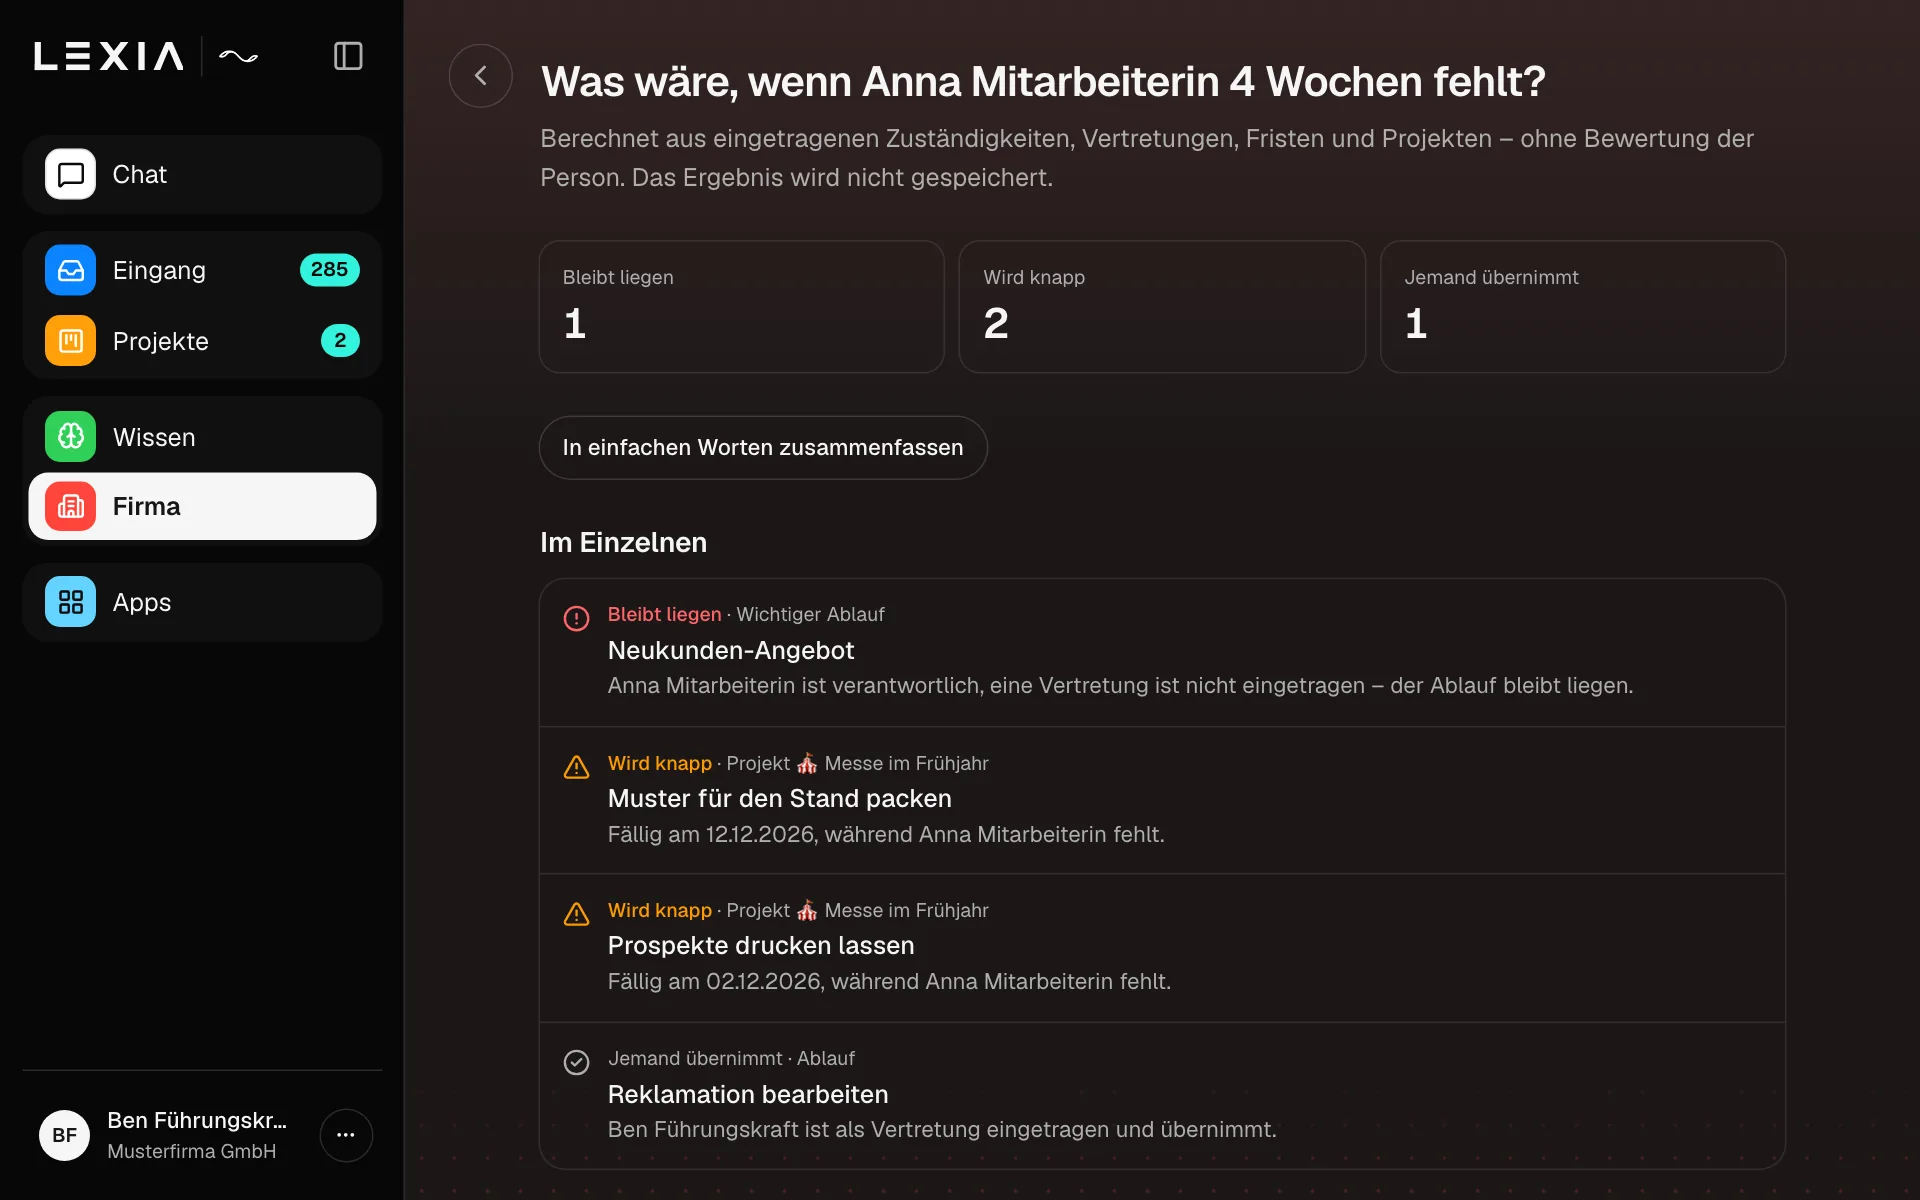 LEXIA
Chat
Eingang 285
Projekte 2
Wissen
Firma
Apps
BF
Ben Führungskr...
Musterfirma GmbH
Was wäre, wenn Anna Mitarbeiterin 4 Wochen fehlt?
Berechnet aus eingetragenen Zuständigkeiten, Vertretungen, Fristen und Projekten – ohne Bewertung der
Person. Das Ergebnis wird nicht gespeichert.
Bleibt liegen
1
Wird knapp
2
Jemand übernimmt
1
In einfachen Worten zusammenfassen
Im Einzelnen
Bleibt liegen · Wichtiger Ablauf
Neukunden-Angebot
Anna Mitarbeiterin ist verantwortlich, eine Vertretung ist nicht eingetragen – der Ablauf bleibt liegen.
Wird knapp · Projekt 🎪 Messe im Frühjahr
Muster für den Stand packen
Fällig am 12.12.2026, während Anna Mitarbeiterin fehlt.
Wird knapp · Projekt 🎪 Messe im Frühjahr
Prospekte drucken lassen
Fällig am 02.12.2026, während Anna Mitarbeiterin fehlt.
Jemand übernimmt · Ablauf
Reklamation bearbeiten
Ben Führungskraft ist als Vertretung eingetragen und übernimmt.